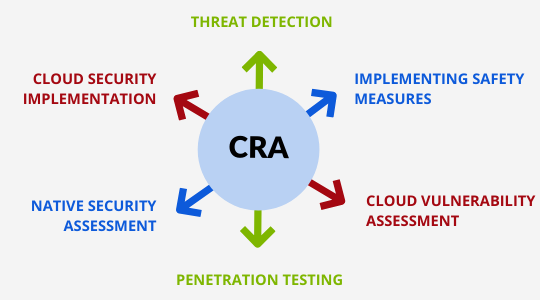 THREAT DETECTION
CLOUD SECURITY
IMPLEMENTATION
IMPLEMENTING SAFETY
MEASURES
CRA
NATIVE SECURITY
ASSESSMENT
CLOUD VULNERABILITY
ASSESSMENT
PENETRATION TESTING